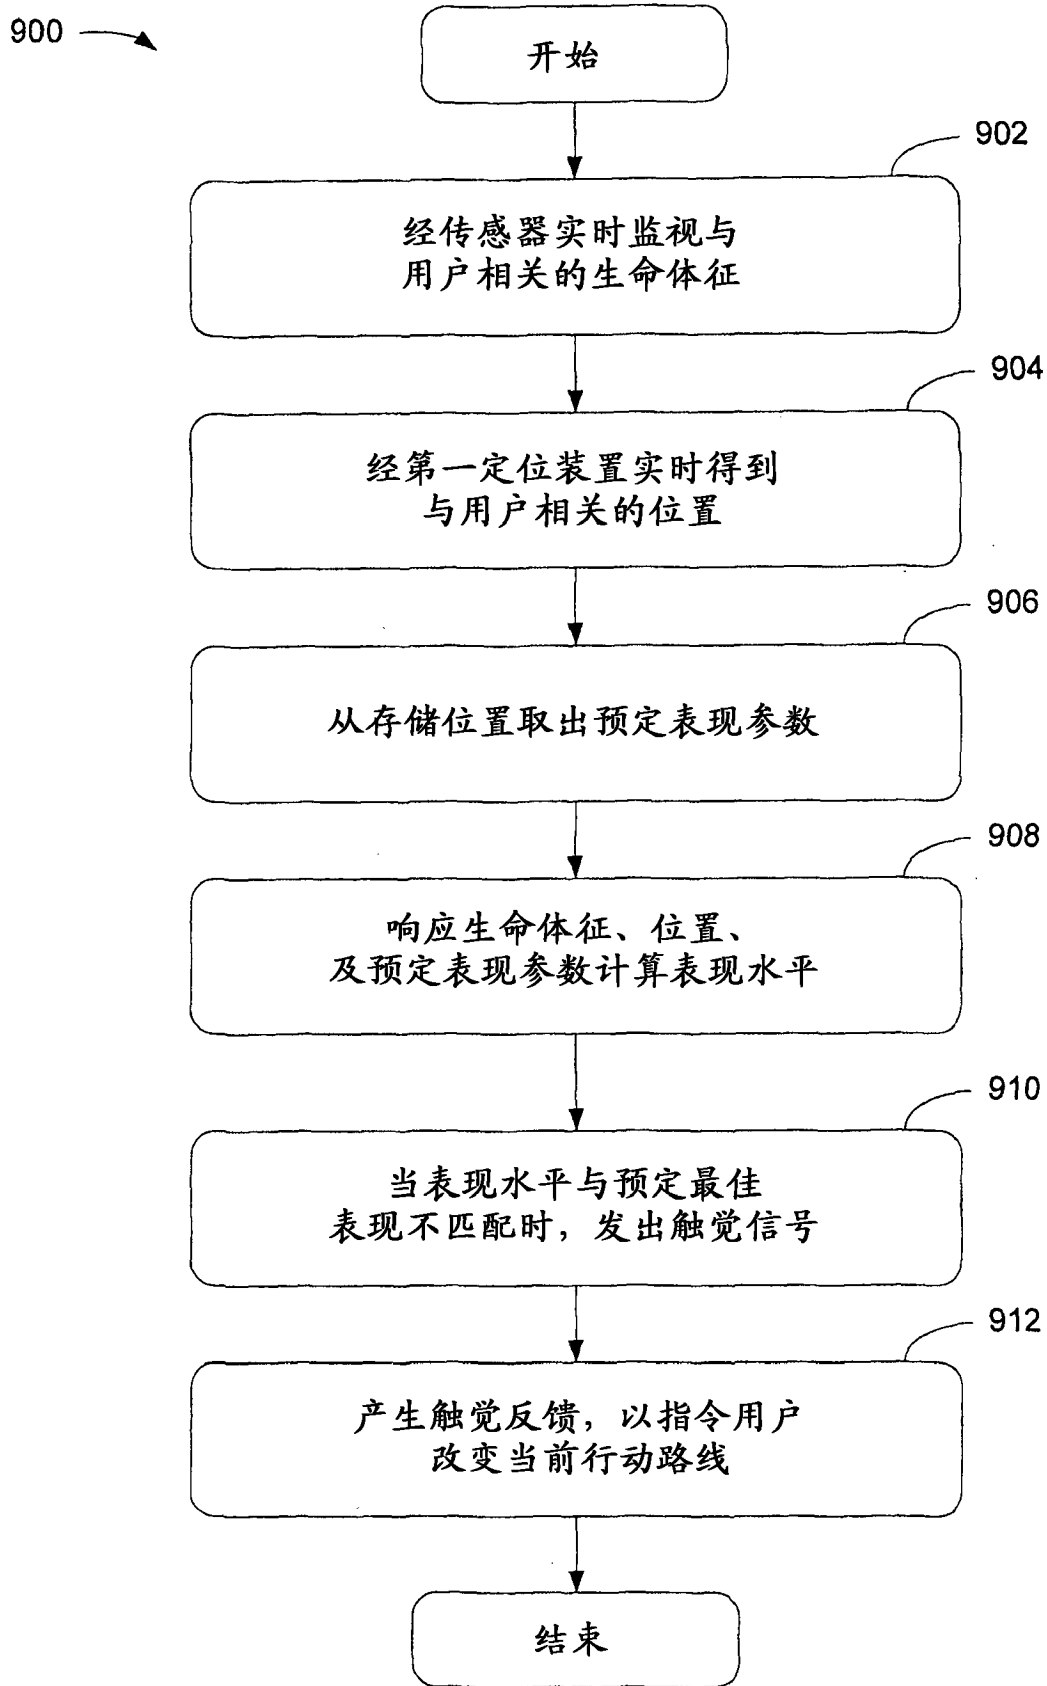 900
开始
902
经传感器实时监视与
用户相关的生命体征
904
经第一定位装置实时得到
与用户相关的位置
906
从存储位置取出预定表现参数
908
响应生命体征、位置、
及预定表现参数计算表现水平
910
当表现水平与预定最佳
表现不匹配时，发出触觉信号
912
产生触觉反馈，以指令用户
改变当前行动路线
结束